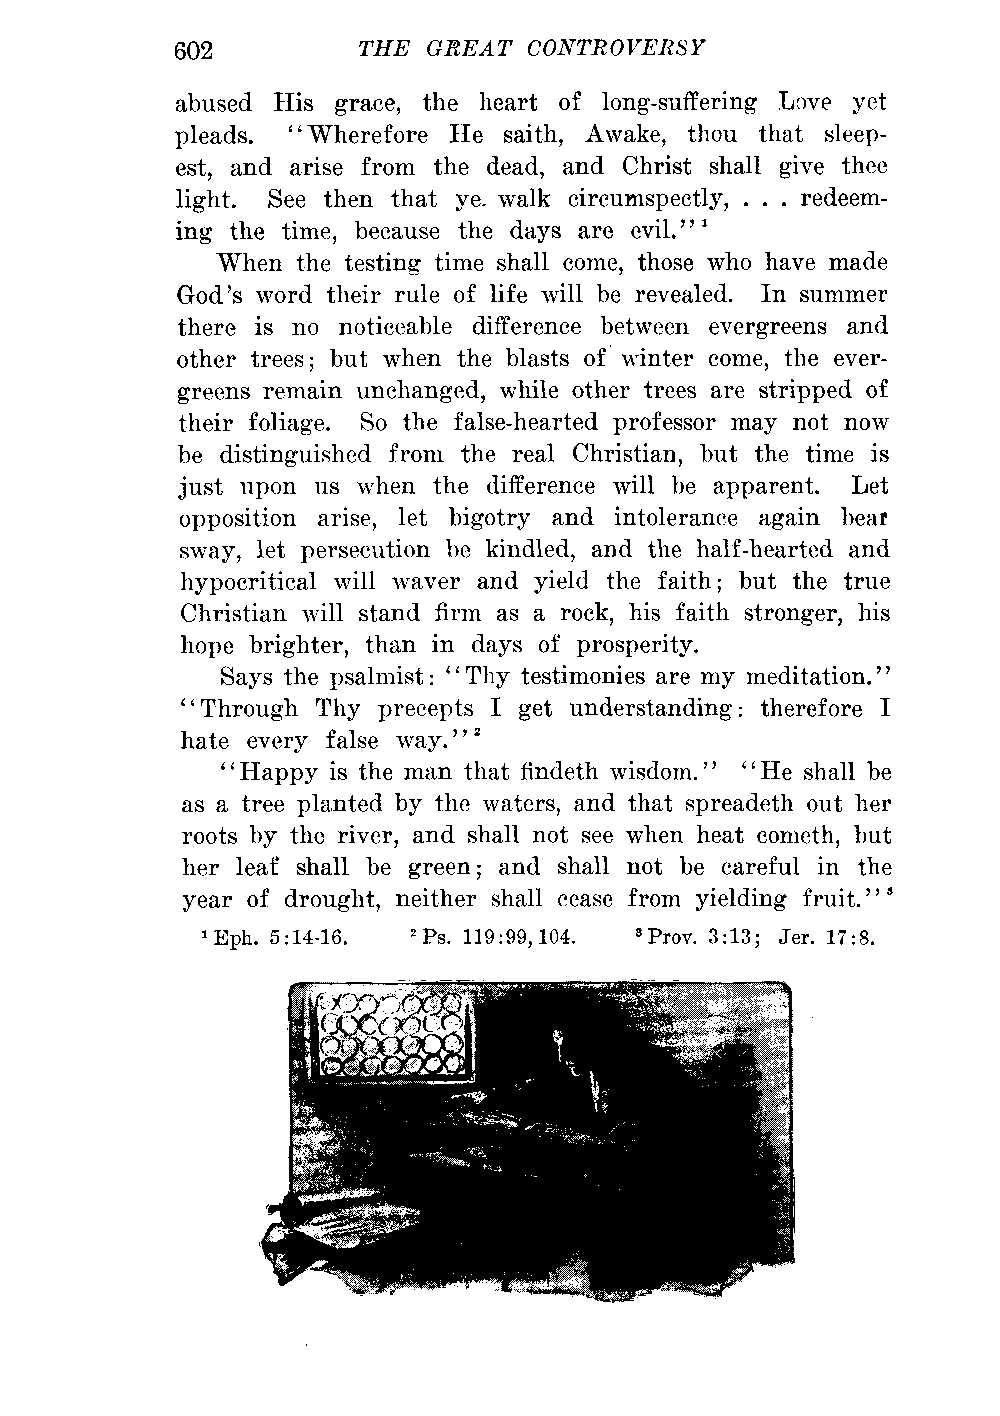 602 THE GREAT CONTROVERSY
abused His grace, the heart of long-suffering Love yet
pleads. "Wherefore He saith, Awake, thou that sleep-
est, and arise from the dead, and Christ shall give thee
light. See then that ye. walk circumspectly, . . . redeem-
ing the time, because the days are evil."¹
When the testing time shall come, those who have made
God's word their rule of life will be revealed. In summer
there is no noticeable difference between evergreens and
other trees; but when the blasts of winter come, the ever-
greens remain unchanged, while other trees are stripped of
their foliage. So the false-hearted professor may not now
be distinguished from the real Christian, but the time is
just upon us when the difference will be apparent. Let
opposition arise, let bigotry and intolerance again bear
sway, let persecution be kindled, and the half-hearted and
hypocritical will waver and yield the faith; but the true
Christian will stand firm as a rock, his faith stronger, his
hope brighter, than in days of prosperity.
Says the psalmist: "Thy testimonies are my meditation."
"Through Thy precepts I get understanding: therefore I
hate every false way."²
"Happy is the man that findeth wisdom." "He shall be
as a tree planted by the waters, and that spreadeth out her
roots by the river, and shall not see when heat cometh, but
her leaf shall be green; and shall not be careful in the
year of drought, neither shall cease from yielding fruit."³
¹ Eph. 5:14-16. ² Ps. 119:99, 104. ³ Prov. 3:13; Jer. 17:8.